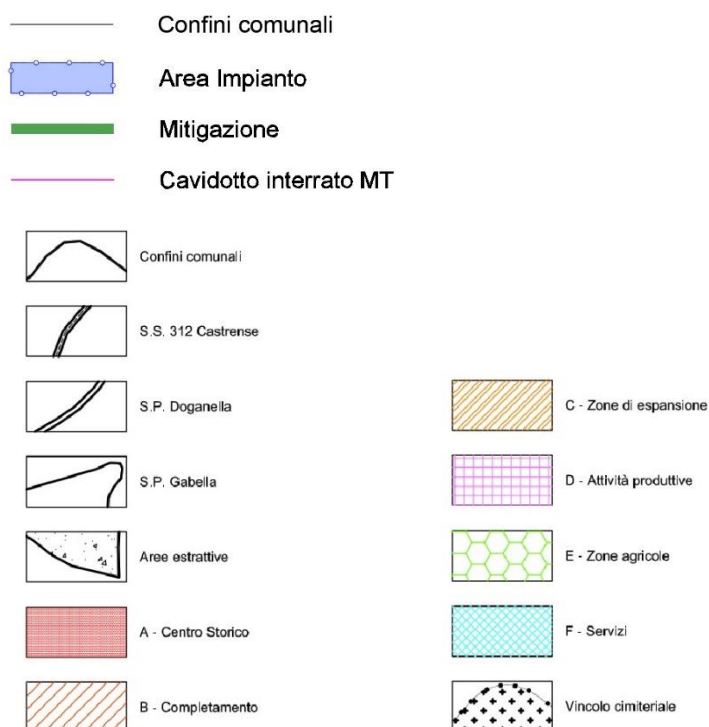 Confini comunali
Area Impianto
Mitigazione
Cavidotto interrato MT
Confini comunali
S.S. 312 Castrense
S.P. Doganella
S.P. Gabella
Aree estrattive
A - Centro Storico
B - Completamento
C - Zone di espansione
D - Attività produttive
E - Zone agricole
F - Servizi
Vincolo cimiteriale